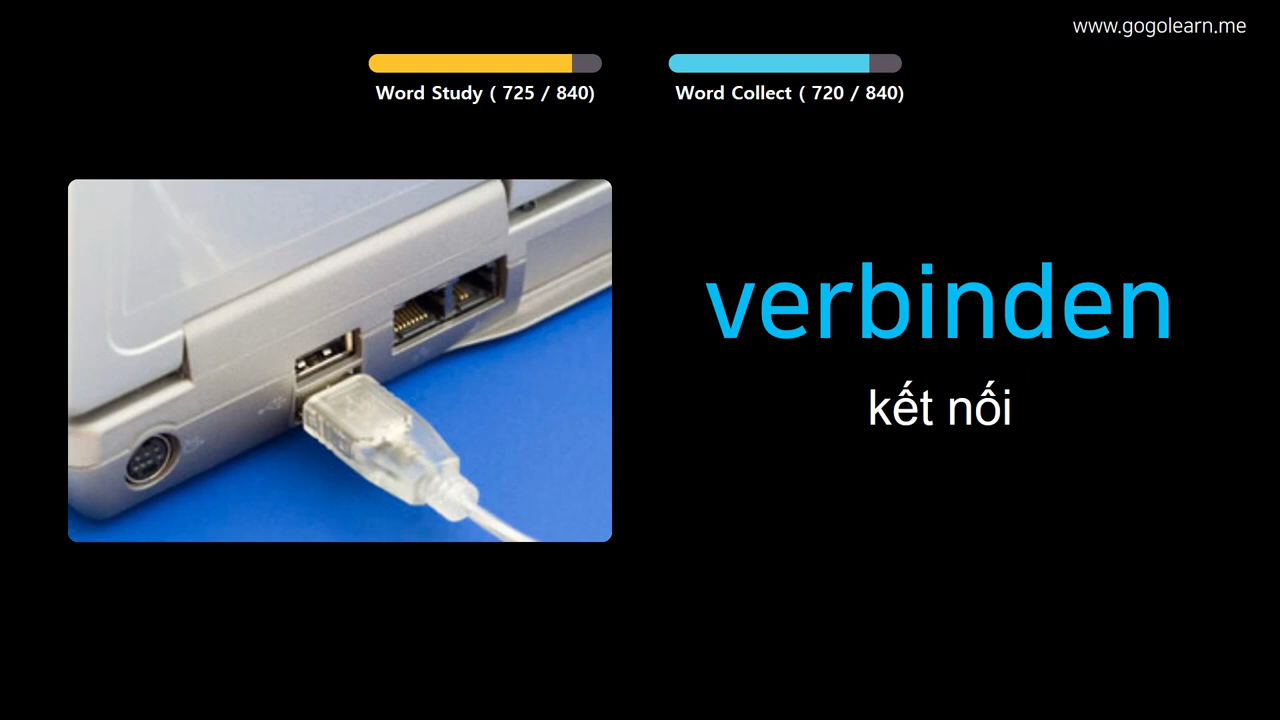 www.gogolearn.me
Word Study ( 725 / 840)
Word Collect ( 720 / 840)
verbinden
kết nối